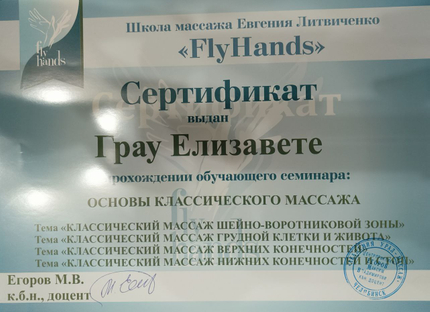 Школа массажа Евгения Литвиченко
«FlyHands»
fly
hands
Сертификат
выдан
Грау Елизавете
прохождении обучающего семинара:
ОСНОВЫ КЛАССИЧЕСКОГО МАССАЖА
Тема «КЛАССИЧЕСКИЙ МАССАЖ ШЕЙНО-ВОРОТНИКОВОЙ ЗОНЫ»
Тема «КЛАССИЧЕСКИЙ МАССАЖ ГРУДНОЙ КЛЕТКИ И ЖИВОТА»
Тема «КЛАССИЧЕСКИЙ МАССАЖ ВЕРХНИХ КОНЕЧНОСТЕЙ»
Тема «КЛАССИЧЕСКИЙ МАССАЖ НИЖНИХ КОНЕЧНОСТЕЙ И СТОП»
Егоров М.В.
к.б.н., доцент